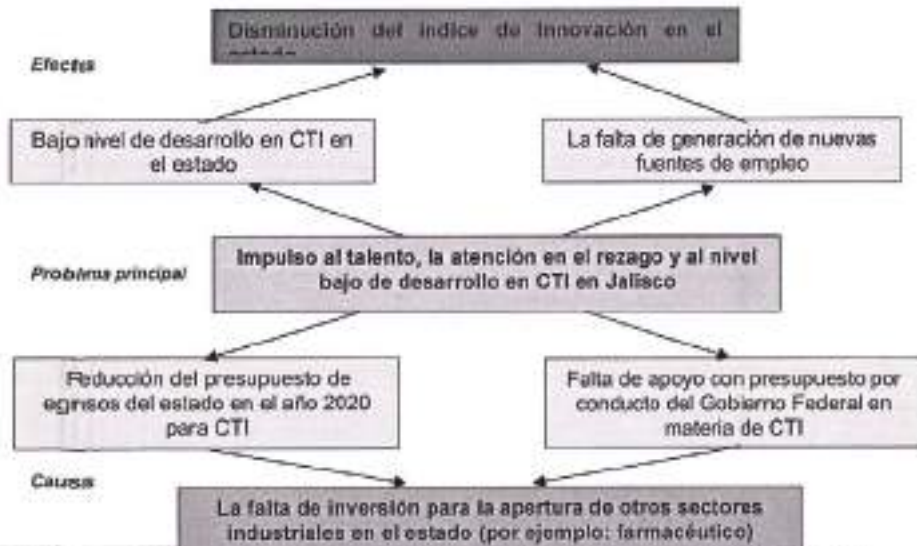 Disminución del índice de Innovación en el
estado
Efectos
Bajo nivel de desarrollo en CTI en
el estado
La falta de generación de nuevas
fuentes de empleo
Problema principal
Impulso al talento, la atención en el rezago y al nivel
bajo de desarrollo en CTI en Jalisco
Reducción del presupuesto de
eginsos del estado en el año 2020
para CTI
Falta de apoyo con presupuesto por
conducto del Gobierno Federal en
materia de CTI
Causas
La falta de inversión para la apertura de otros sectores
industriales en el estado (por ejemplo: farmacéutico)